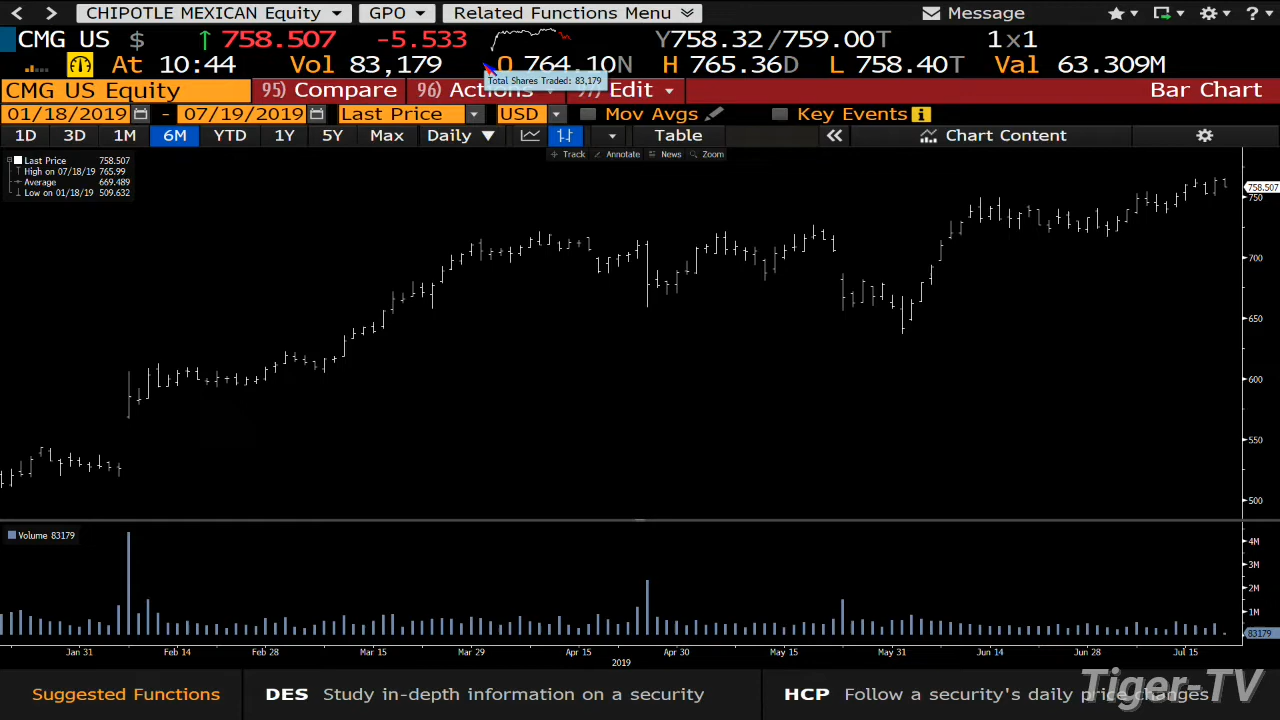 CHIPOTLE MEXICAN Equity GPO Related Functions Menu Message
CMG US $ ↑ 758.507 -5.533 Y758.32/759.00T 1x1
At 10:44 Vol 83,179 O 764.10N H 765.36D L 758.40T Val 63.309M
Total Shares Traded: 83,179
CMG US Equity 95) Compare 96) Actions 97) Edit Bar Chart
01/18/2019 - 07/19/2019 Last Price USD Mov Avgs Key Events
1D 3D 1M 6M YTD 1Y 5Y Max Daily Table Chart Content
Track Annotate News Zoom
Last Price 758.507
High on 07/18/19 765.99
Average 669.489
Low on 01/18/19 509.632
758.507
750
700
650
600
550
500
Volume 83179
4M
3M
2M
1M
83179
Jan 31 Feb 14 Feb 28 Mar 15 Mar 29 Apr 15 Apr 30 May 15 May 31 Jun 14 Jun 28 Jul 15
2019
Suggested Functions DES Study in-depth information on a security HCP Follow a security's daily price changes
Tiger-TV